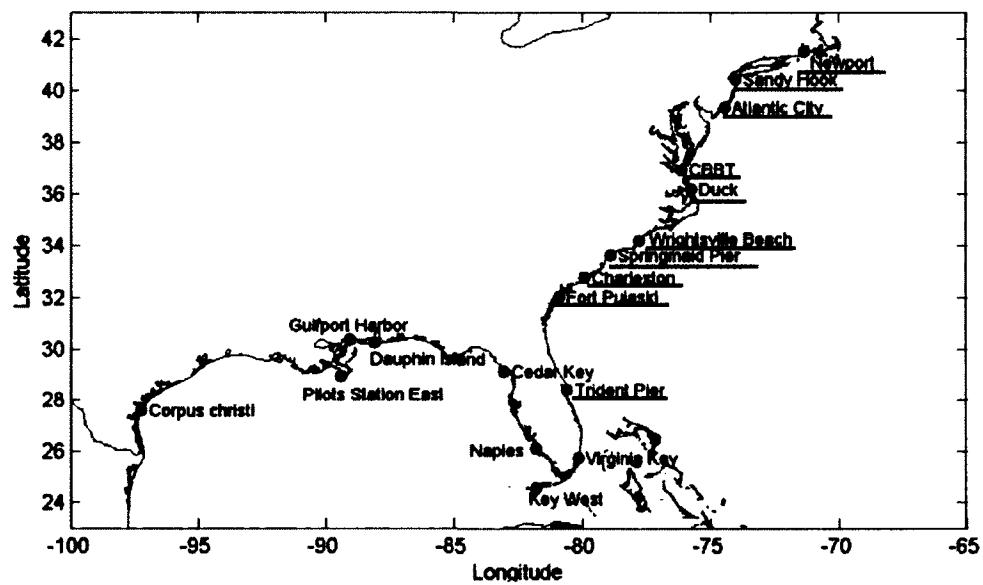 42
40
38
36
34
32
30
28
26
24
Latitude
Newport
Sandy Hook
Atlantic City
CBBT
Duck
Wrightsville Beach
Springmaid Pier
Charleston
Fort Pulaski
Gulfport Harbor
Dauphin Island
Pilots Station East
Cedar Key
Trident Pier
Corpus christi
Naples
Virginia Key
Key West
-100 -95 -90 -85 -80 -75 -70 -65
Longitude